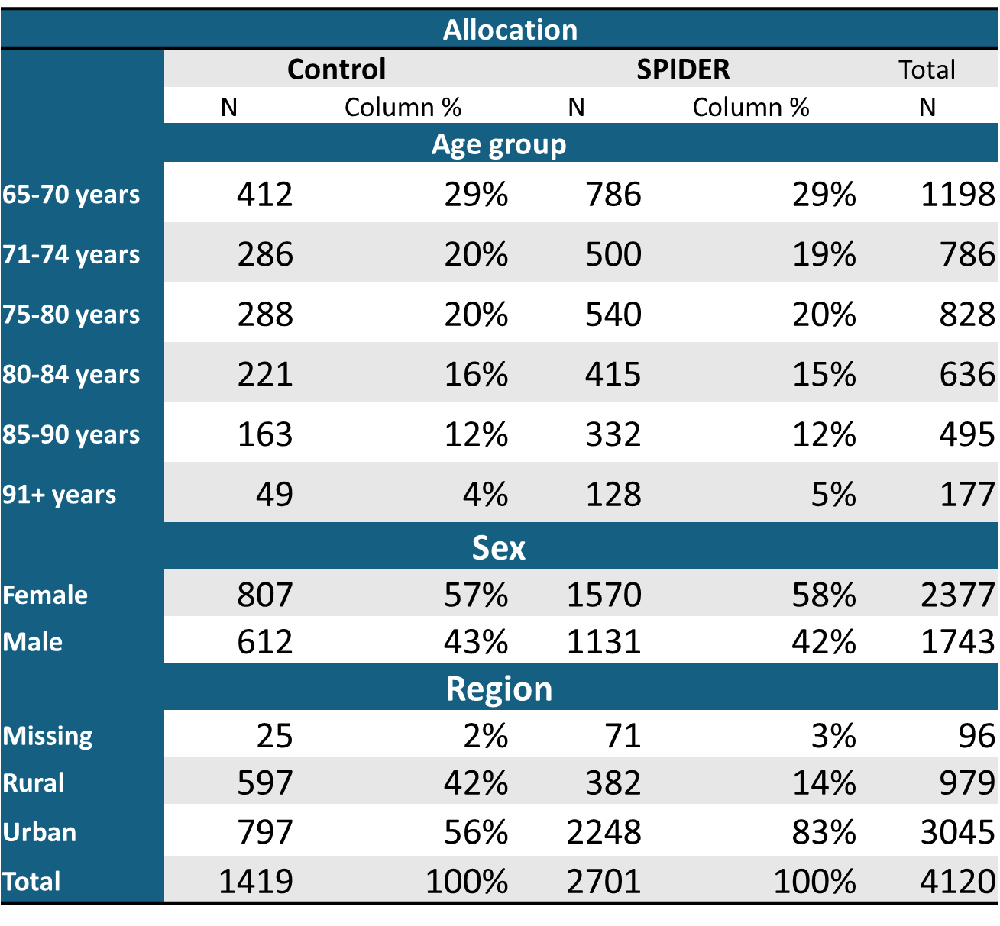 Allocation
Control SPIDER Total
N Column % N Column % N
Age group
65-70 years 412 29% 786 29% 1198
71-74 years 286 20% 500 19% 786
75-80 years 288 20% 540 20% 828
80-84 years 221 16% 415 15% 636
85-90 years 163 12% 332 12% 495
91+ years 49 4% 128 5% 177
Sex
Female 807 57% 1570 58% 2377
Male 612 43% 1131 42% 1743
Region
Missing 25 2% 71 3% 96
Rural 597 42% 382 14% 979
Urban 797 56% 2248 83% 3045
Total 1419 100% 2701 100% 4120